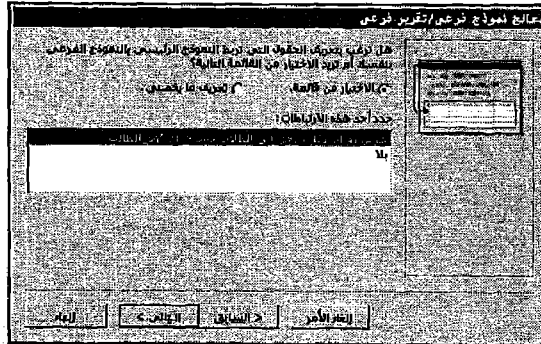 معالج نموذج فرعي/تقرير فرعي
هل ترغب بتعريف الحقول التي تربط النموذج الرئيسي بالنموذج الفرعي
بنفسك أم تريد الاختيار من القائمة التالية؟
الاختيار من قائمة. تعريف ما يخصني.
حدد أحد هذه الارتباطات:
الطالب
بلا
إلغاء الأمر < السابق التالي > إنهاء